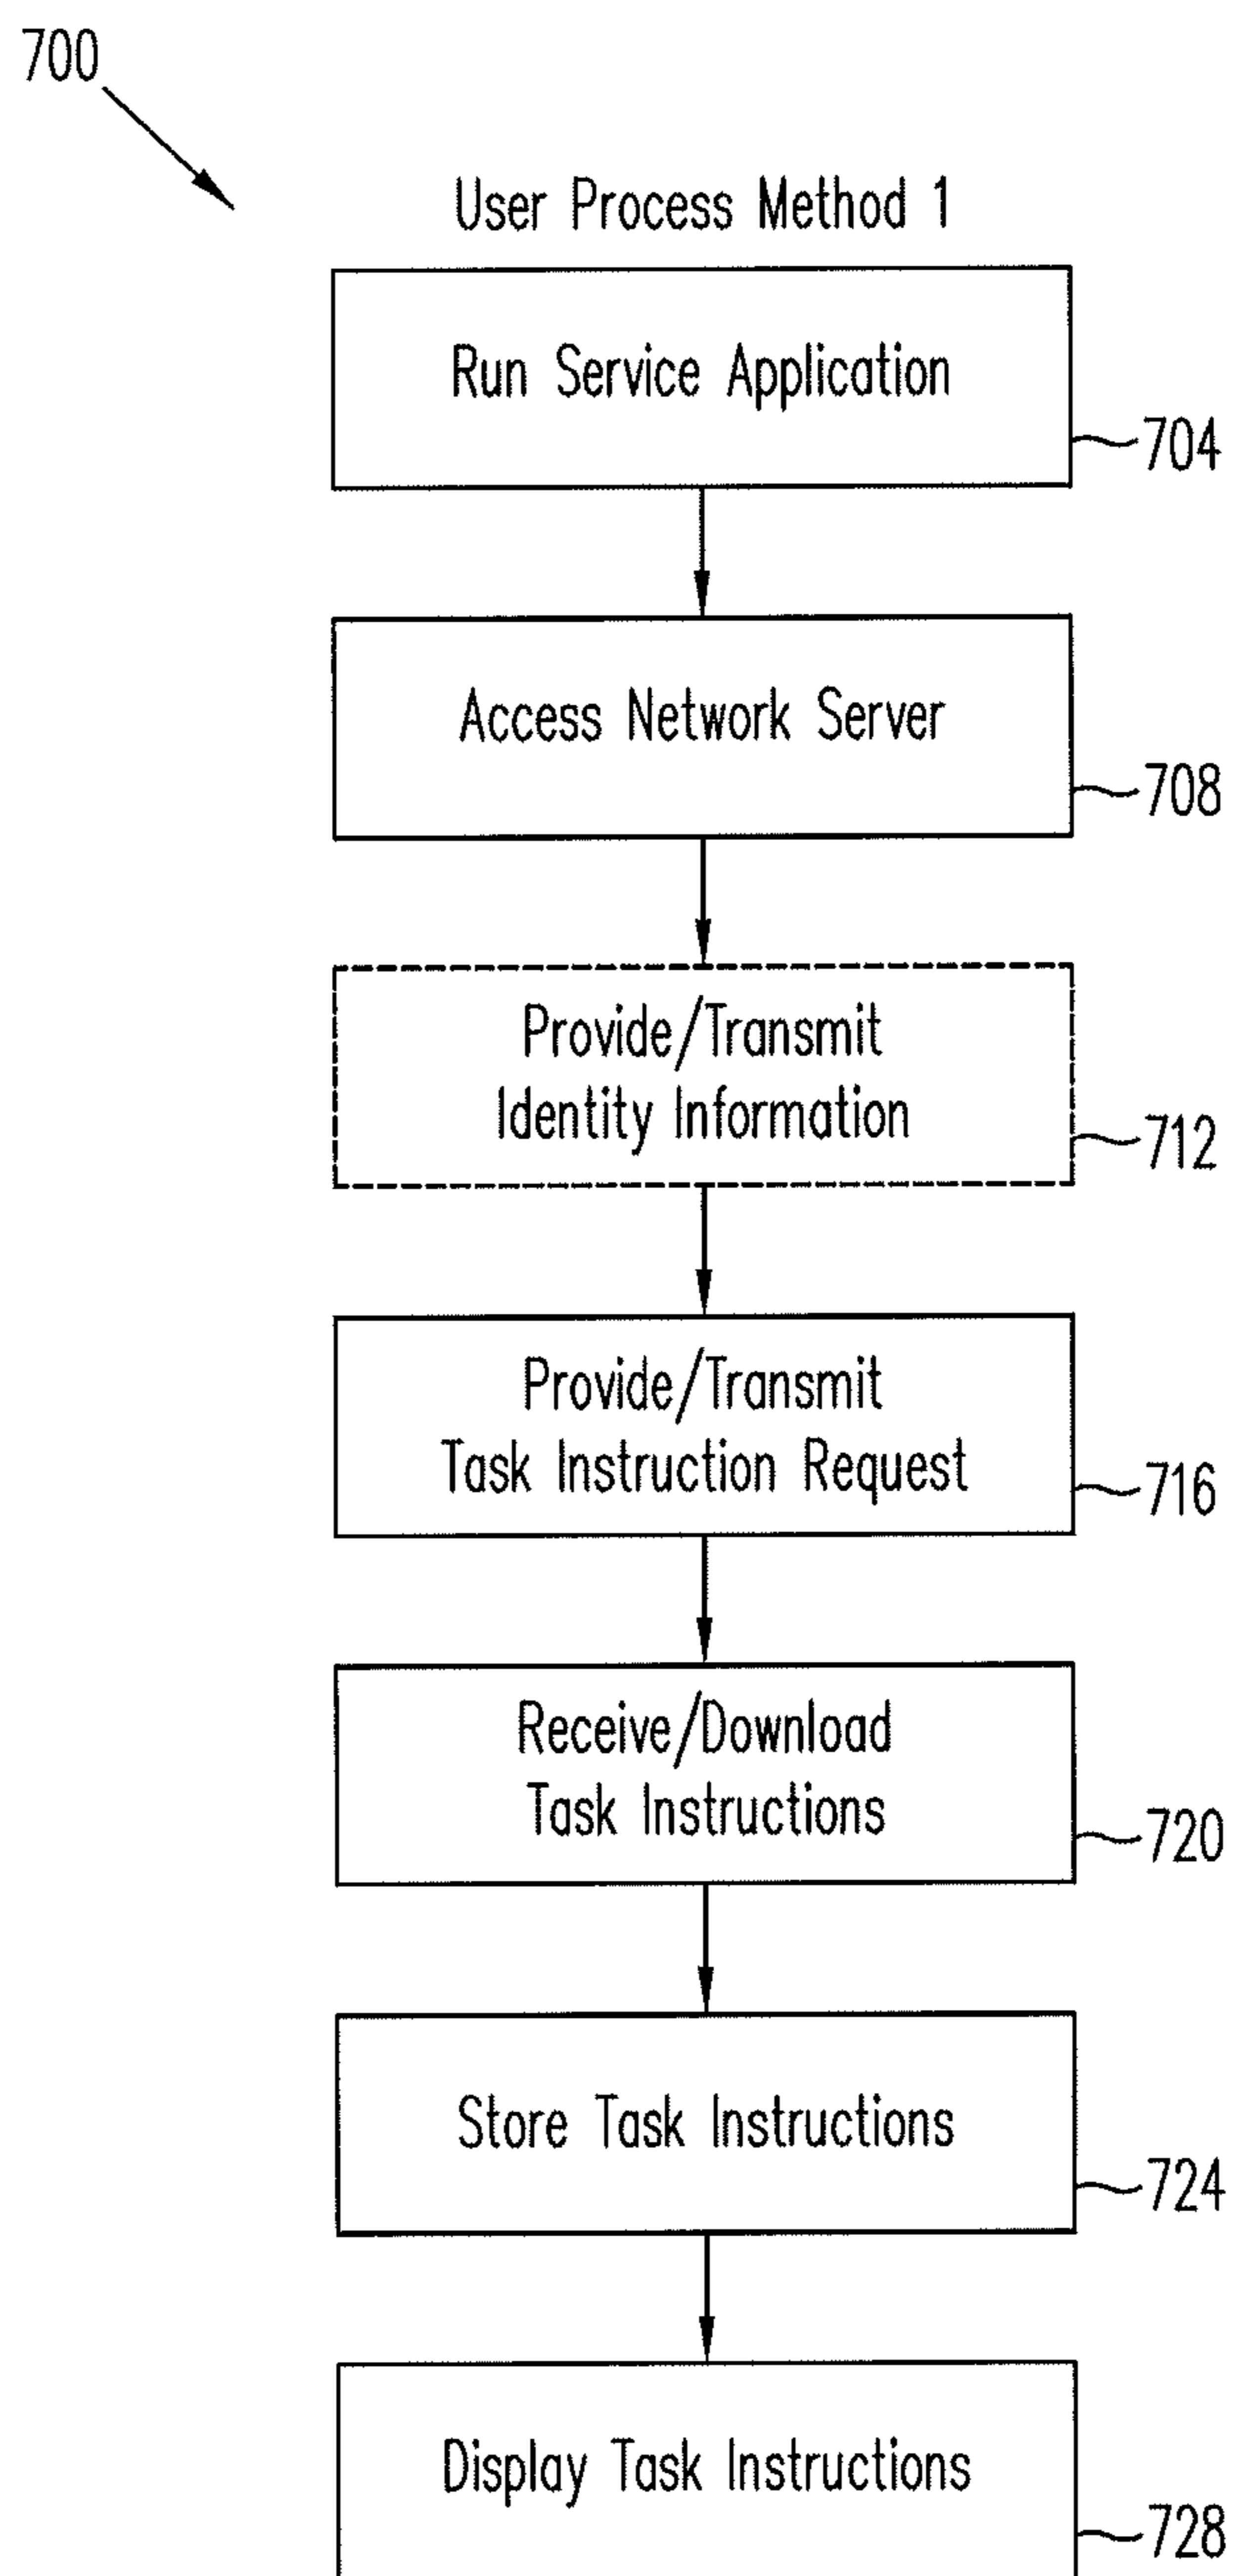 700
User Process Method 1
Run Service Application
704
Access Network Server
708
Provide/Transmit
Identity Information
712
Provide/Transmit
Task Instruction Request
716
Receive/Download
Task Instructions
720
Store Task Instructions
724
Display Task Instructions
728